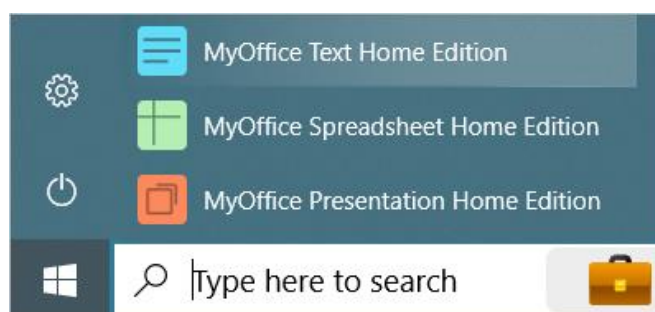 MyOffice Text Home Edition
MyOffice Spreadsheet Home Edition
MyOffice Presentation Home Edition
Type here to search